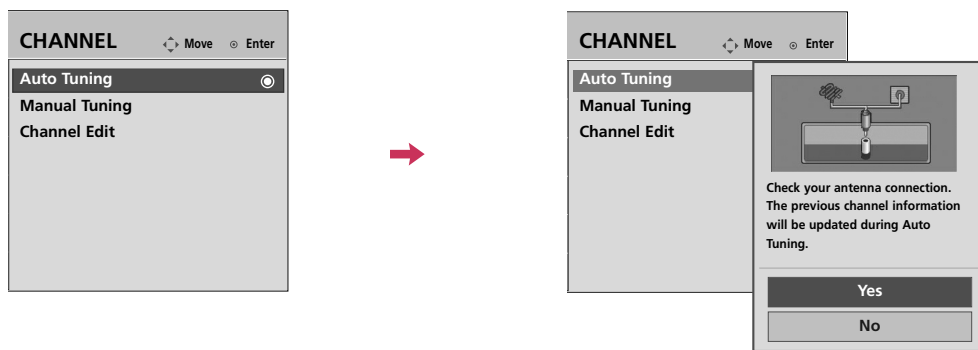 CHANNEL Move Enter
Auto Tuning
Manual Tuning
Channel Edit
CHANNEL Move Enter
Auto Tuning
Manual Tuning
Channel Edit
Check your antenna connection.
The previous channel information
will be updated during Auto
Tuning.
Yes
No